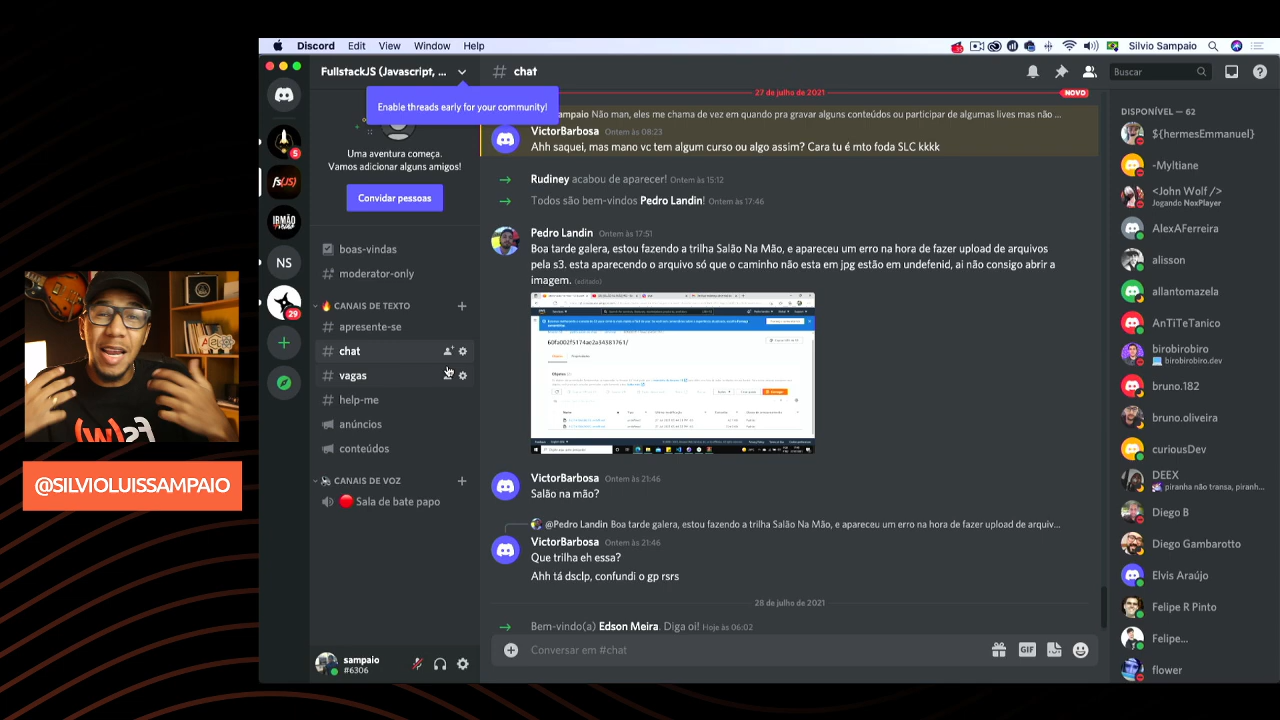 Discord Edit View Window Help
Silvio Sampaio
FullstackJS (Javascript, ...
# chat
Buscar
Enable threads early for your community!
Uma aventura começa.
Vamos adicionar alguns amigos!
Convidar pessoas
5
fs(JS)
IRMÃO
NS
29
boas-vindas
# moderator-only
CANAIS DE TEXTO
# apresente-se
# chat
# vagas
# help-me
anúncios
conteúdos
CANAIS DE VOZ
Sala de bate papo
sampaio
#6306
@SILVIOLUISSAMPAIO
27 de julho de 2021
NOVO
Não man, eles me chama de vez em quando pra gravar alguns conteúdos ou participar de algumas lives mas não ...
VictorBarbosa Ontem às 08:23
Ahh saquei, mas mano vc tem algum curso ou algo assim? Cara tu é mto foda SLC kkkk
Rudiney acabou de aparecer! Ontem às 15:12
Todos são bem-vindos Pedro Landin! Ontem às 17:46
Pedro Landin Ontem às 17:51
Boa tarde galera, estou fazendo a trilha Salão Na Mão, e apareceu um erro na hora de fazer upload de arquivos
pela s3. esta aparecendo o arquivo só que o caminho não esta em jpg estão em undefenid, ai não consigo abrir a
imagem. (editado)
VictorBarbosa Ontem às 21:46
Salão na mão?
@Pedro Landin Boa tarde galera, estou fazendo a trilha Salão Na Mão, e apareceu um erro na hora de fazer upload de arquiv...
VictorBarbosa Ontem às 21:46
Que trilha eh essa?
Ahh tá dsclp, confundi o gp rsrs
28 de julho de 2021
Bem-vindo(a) Edson Meira. Diga oi! Hoje às 06:02
Conversar em #chat
GIF
DISPONÍVEL — 62
${hermesEmmanuel}
-Myltiane
<John Wolf />
Jogando NoxPlayer
AlexAFerreira
alisson
allantomazela
AnTiTeTanico
birobirobiro
birobirobiro.dev
bruno.182
bruno.oliveira
curiousDev
DEEX
piranha não transa, piranh...
Diego B
Diego Gambarotto
Elvis Araújo
Felipe R Pinto
Felipe...
flower